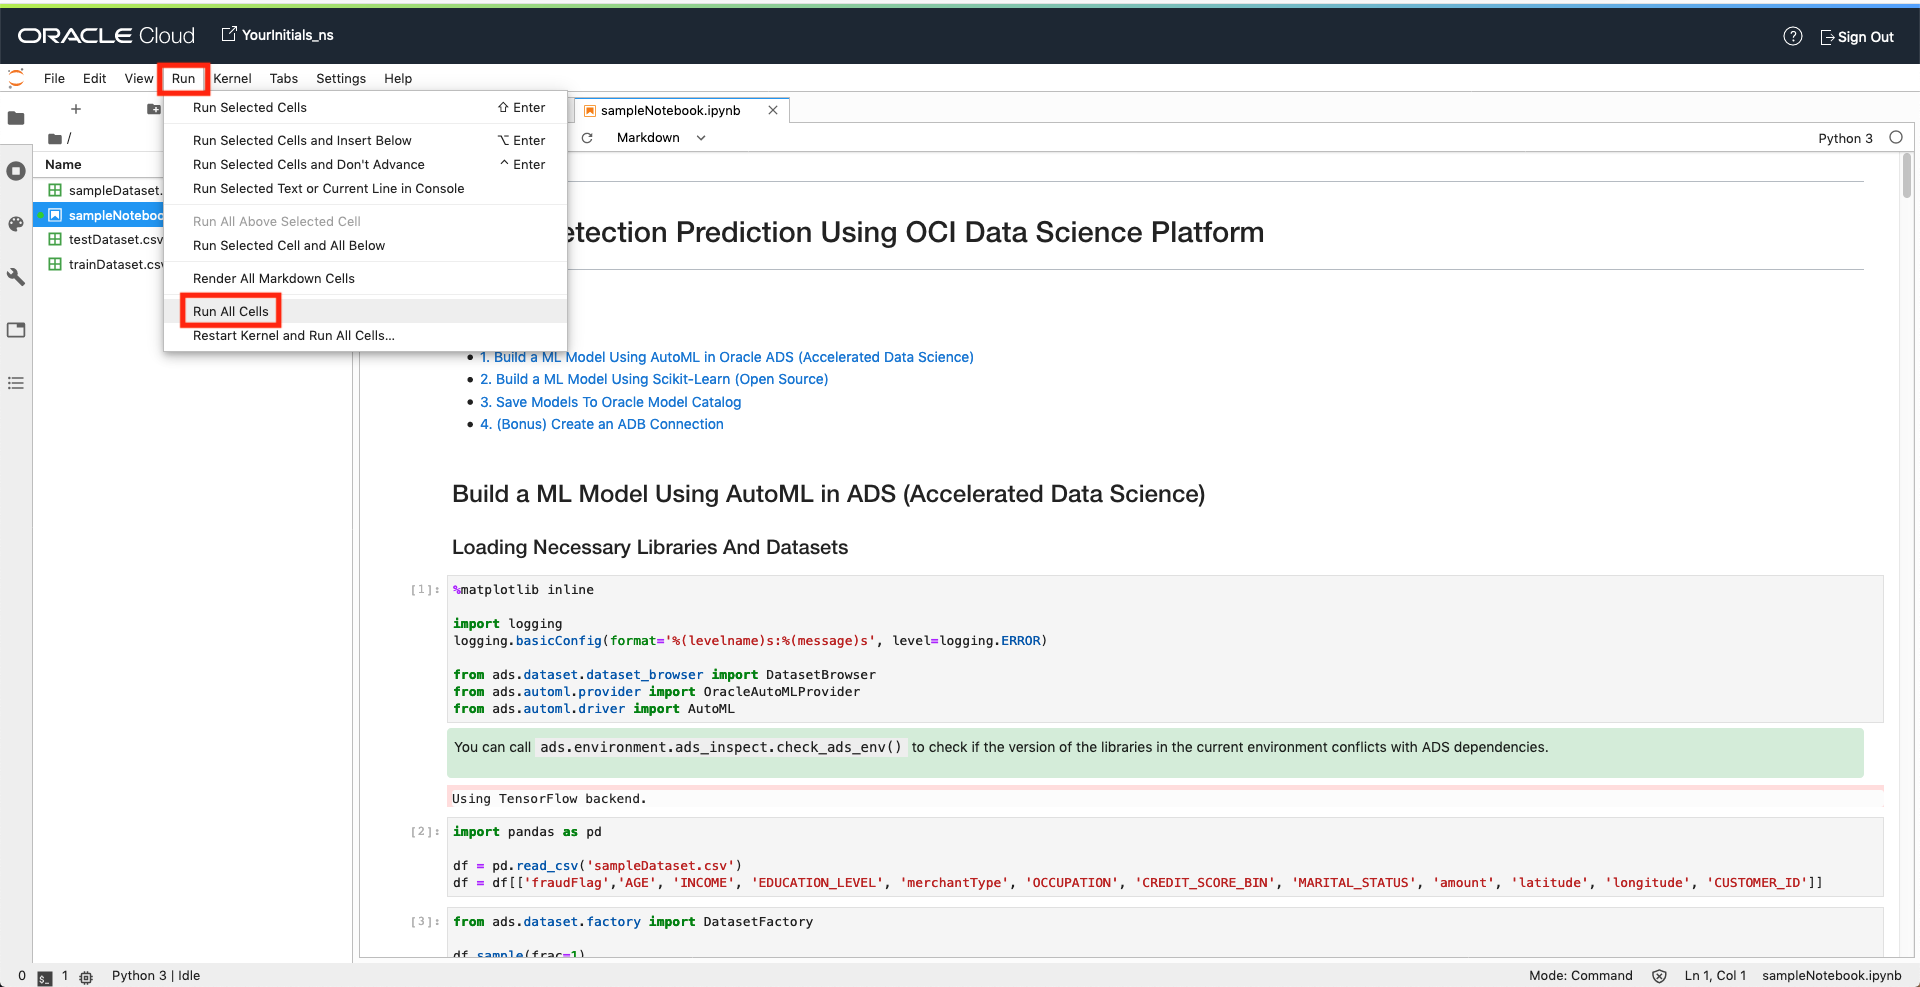 ORACLE Cloud YourInitials_ns ? Sign Out
File Edit View Run Kernel Tabs Settings Help
Run Selected Cells ⇧ Enter
Run Selected Cells and Insert Below ⌥ Enter
Run Selected Cells and Don't Advance ^ Enter
Run Selected Text or Current Line in Console
Run All Above Selected Cell
Run Selected Cell and All Below
Render All Markdown Cells
Run All Cells
Restart Kernel and Run All Cells...
+
/
Name
sampleDataset.
sampleNoteboo
testDataset.csv
trainDataset.csv
sampleNotebook.ipynb ×
Markdown
Python 3
etection Prediction Using OCI Data Science Platform
• 1. Build a ML Model Using AutoML in Oracle ADS (Accelerated Data Science)
• 2. Build a ML Model Using Scikit-Learn (Open Source)
• 3. Save Models To Oracle Model Catalog
• 4. (Bonus) Create an ADB Connection
Build a ML Model Using AutoML in ADS (Accelerated Data Science)
Loading Necessary Libraries And Datasets
[1]: %matplotlib inline
import logging
logging.basicConfig(format='%(levelname)s:%(message)s', level=logging.ERROR)
from ads.dataset.dataset_browser import DatasetBrowser
from ads.automl.provider import OracleAutoMLProvider
from ads.automl.driver import AutoML
You can call ads.environment.ads_inspect.check_ads_env() to check if the version of the libraries in the current environment conflicts with ADS dependencies.
Using TensorFlow backend.
[2]: import pandas as pd
df = pd.read_csv('sampleDataset.csv')
df = df[['fraudFlag','AGE', 'INCOME', 'EDUCATION_LEVEL', 'merchantType', 'OCCUPATION', 'CREDIT_SCORE_BIN', 'MARITAL_STATUS', 'amount', 'latitude', 'longitude', 'CUSTOMER_ID']]
[3]: from ads.dataset.factory import DatasetFactory
df.sample(frac=1)
0 $_ 1 Python 3 | Idle Mode: Command Ln 1, Col 1 sampleNotebook.ipynb